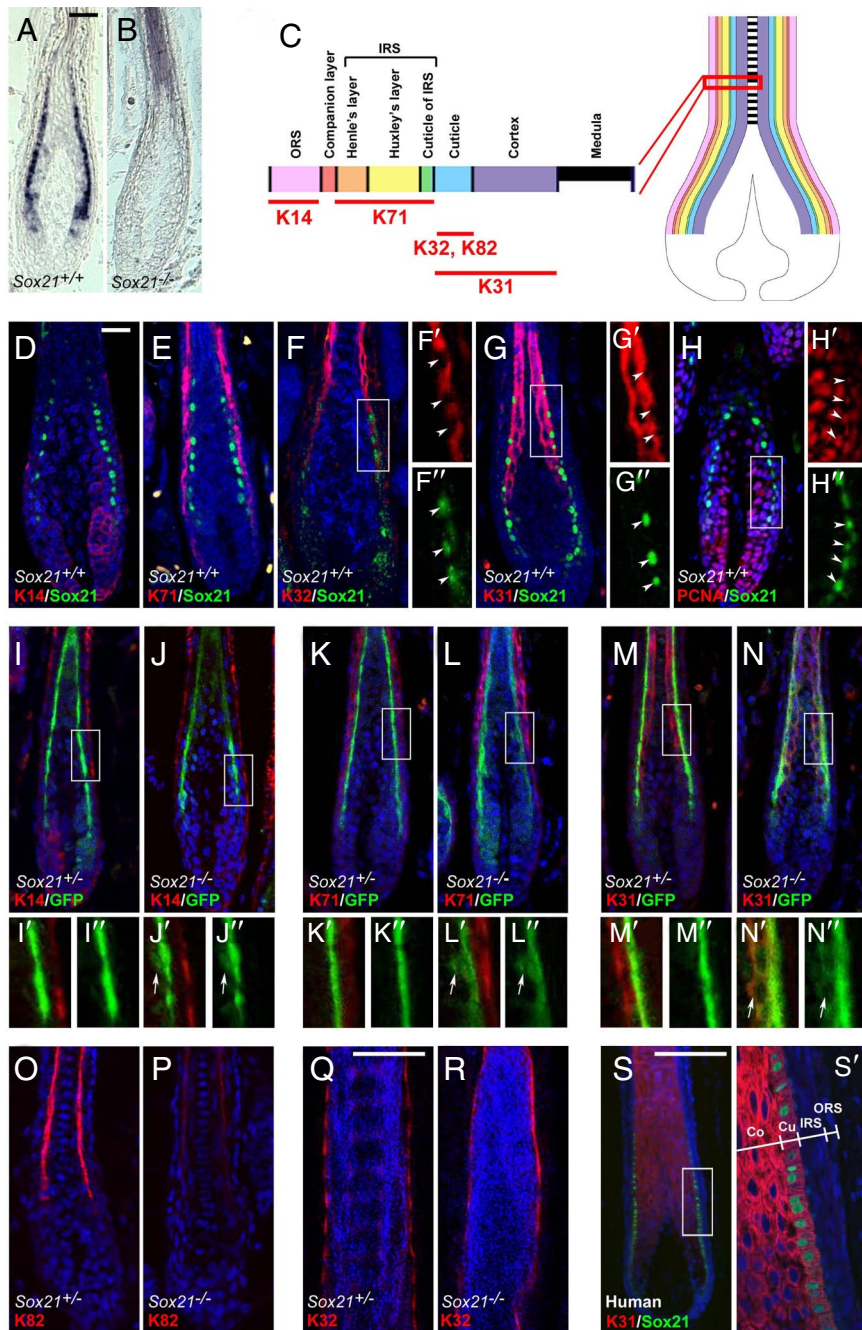 A
Sox21+/+
B
Sox21-/-
C
IRS
ORS
Companion layer
Henle's layer
Huxley's layer
Cuticle of IRS
Cuticle
Cortex
Medula
K14
K71
K32, K82
K31
D
Sox21+/+
K14/Sox21
E
Sox21+/+
K71/Sox21
F
Sox21+/+
K32/Sox21
F'
F''
G
Sox21+/+
K31/Sox21
G'
G''
H
Sox21+/+
PCNA/Sox21
H'
H''
I
Sox21+/-
K14/GFP
J
Sox21-/-
K14/GFP
K
Sox21+/-
K71/GFP
L
Sox21-/-
K71/GFP
M
Sox21+/-
K31/GFP
N
Sox21-/-
K31/GFP
I'
I''
J'
J''
K'
K''
L'
L''
M'
M''
N'
N''
O
Sox21+/-
K82
P
Sox21-/-
K82
Q
Sox21+/-
K32
R
Sox21-/-
K32
S
Human
K31/Sox21
S'
Co
Cu
IRS
ORS